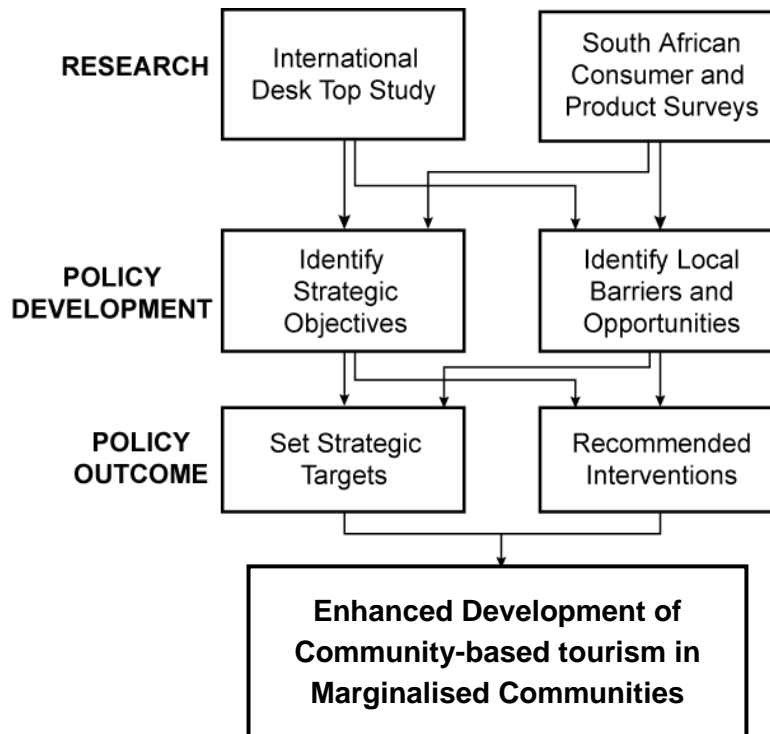 RESEARCH
International
Desk Top Study
South African
Consumer and
Product Surveys
POLICY
DEVELOPMENT
Identify
Strategic
Objectives
Identify Local
Barriers and
Opportunities
POLICY
OUTCOME
Set Strategic
Targets
Recommended
Interventions
Enhanced Development of
Community-based tourism in
Marginalised Communities